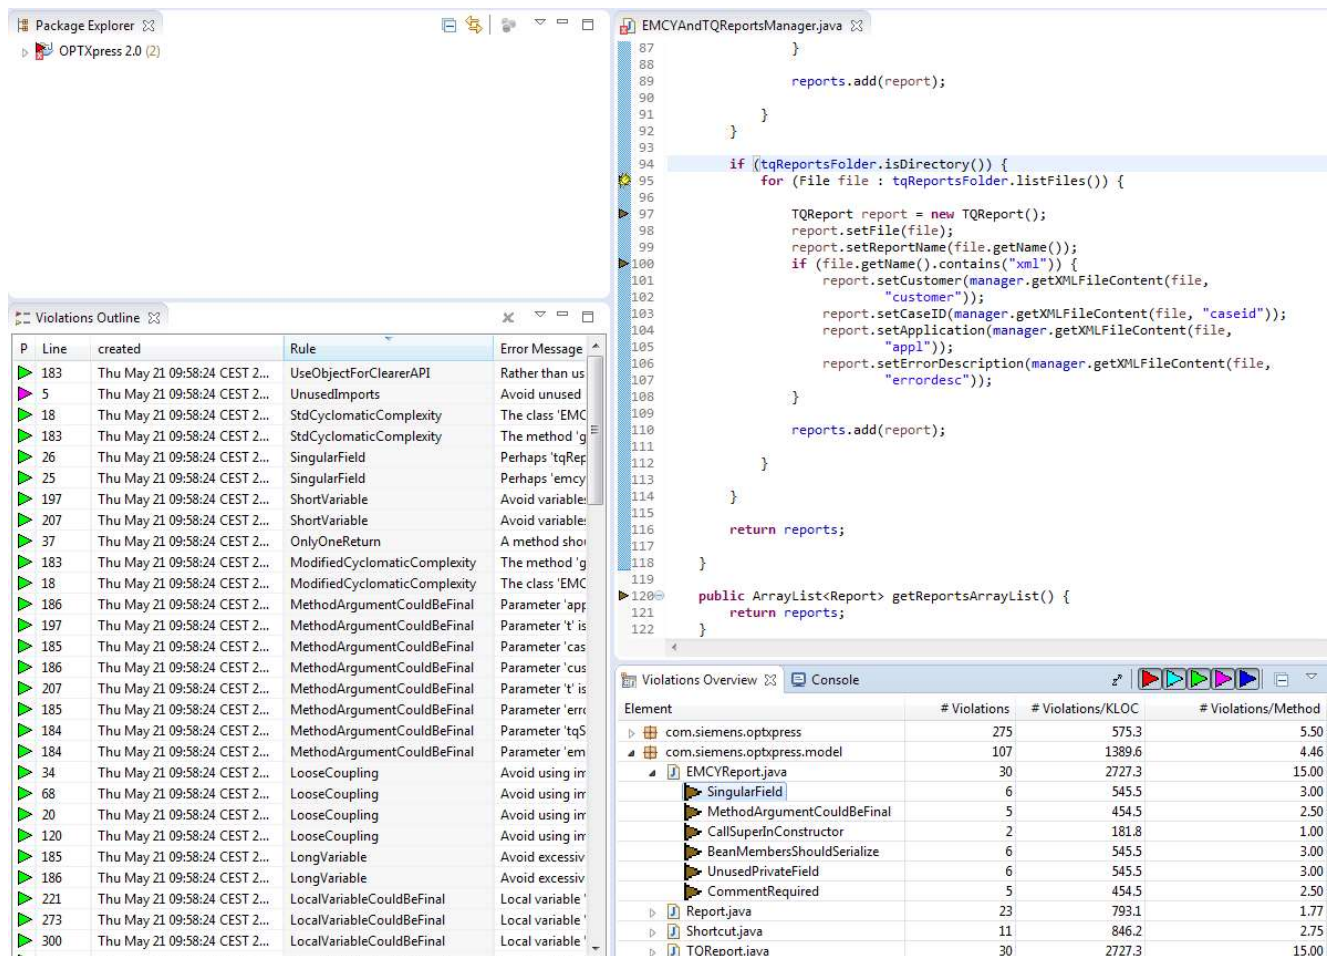 Package Explorer
OPTXpress 2.0 (2)
Violations Outline
P Line created Rule Error Message
183 Thu May 21 09:58:24 CEST 2... UseObjectForClearerAPI Rather than us
5 Thu May 21 09:58:24 CEST 2... UnusedImports Avoid unused
18 Thu May 21 09:58:24 CEST 2... StdCyclomaticComplexity The class 'EMC
183 Thu May 21 09:58:24 CEST 2... StdCyclomaticComplexity The method 'g
26 Thu May 21 09:58:24 CEST 2... SingularField Perhaps 'tqRep
25 Thu May 21 09:58:24 CEST 2... SingularField Perhaps 'emcy
197 Thu May 21 09:58:24 CEST 2... ShortVariable Avoid variables
207 Thu May 21 09:58:24 CEST 2... ShortVariable Avoid variables
37 Thu May 21 09:58:24 CEST 2... OnlyOneReturn A method shou
183 Thu May 21 09:58:24 CEST 2... ModifiedCyclomaticComplexity The method 'g
18 Thu May 21 09:58:24 CEST 2... ModifiedCyclomaticComplexity The class 'EMC
186 Thu May 21 09:58:24 CEST 2... MethodArgumentCouldBeFinal Parameter 'app
197 Thu May 21 09:58:24 CEST 2... MethodArgumentCouldBeFinal Parameter 't' is
185 Thu May 21 09:58:24 CEST 2... MethodArgumentCouldBeFinal Parameter 'cas
186 Thu May 21 09:58:24 CEST 2... MethodArgumentCouldBeFinal Parameter 'cus
207 Thu May 21 09:58:24 CEST 2... MethodArgumentCouldBeFinal Parameter 't' is
185 Thu May 21 09:58:24 CEST 2... MethodArgumentCouldBeFinal Parameter 'erro
184 Thu May 21 09:58:24 CEST 2... MethodArgumentCouldBeFinal Parameter 'tqS
184 Thu May 21 09:58:24 CEST 2... MethodArgumentCouldBeFinal Parameter 'em
34 Thu May 21 09:58:24 CEST 2... LooseCoupling Avoid using im
68 Thu May 21 09:58:24 CEST 2... LooseCoupling Avoid using im
20 Thu May 21 09:58:24 CEST 2... LooseCoupling Avoid using im
120 Thu May 21 09:58:24 CEST 2... LooseCoupling Avoid using im
185 Thu May 21 09:58:24 CEST 2... LongVariable Avoid excessiv
186 Thu May 21 09:58:24 CEST 2... LongVariable Avoid excessiv
221 Thu May 21 09:58:24 CEST 2... LocalVariableCouldBeFinal Local variable '
273 Thu May 21 09:58:24 CEST 2... LocalVariableCouldBeFinal Local variable '
300 Thu May 21 09:58:24 CEST 2... LocalVariableCouldBeFinal Local variable '
EMCYAndTQReportsManager.java
87 }
88
89 reports.add(report);
90
91 }
92 }
93
94 if (tqReportsFolder.isDirectory()) {
95 for (File file : tqReportsFolder.listFiles()) {
96
97 TQReport report = new TQReport();
98 report.setFile(file);
99 report.setReportName(file.getName());
100 if (file.getName().contains("xml")) {
101 report.setCustomer(manager.getXMLFileContent(file,
102 "customer"));
103 report.setCaseID(manager.getXMLFileContent(file, "caseid"));
104 report.setApplication(manager.getXMLFileContent(file,
105 "appl"));
106 report.setErrorDescription(manager.getXMLFileContent(file,
107 "errordesc"));
108 }
109
110 reports.add(report);
111
112 }
113
114 }
115
116 return reports;
117
118 }
119
120 public ArrayList<Report> getReportsArrayList() {
121 return reports;
122 }
Violations Overview Console
Element # Violations # Violations/KLOC # Violations/Method
com.siemens.optxpress 275 575.3 5.50
com.siemens.optxpress.model 107 1389.6 4.46
EMCYReport.java 30 2727.3 15.00
SingularField 6 545.5 3.00
MethodArgumentCouldBeFinal 5 454.5 2.50
CallSuperInConstructor 2 181.8 1.00
BeanMembersShouldSerialize 6 545.5 3.00
UnusedPrivateField 6 545.5 3.00
CommentRequired 5 454.5 2.50
Report.java 23 793.1 1.77
Shortcut.java 11 846.2 2.75
TQReport.java 30 2727.3 15.00